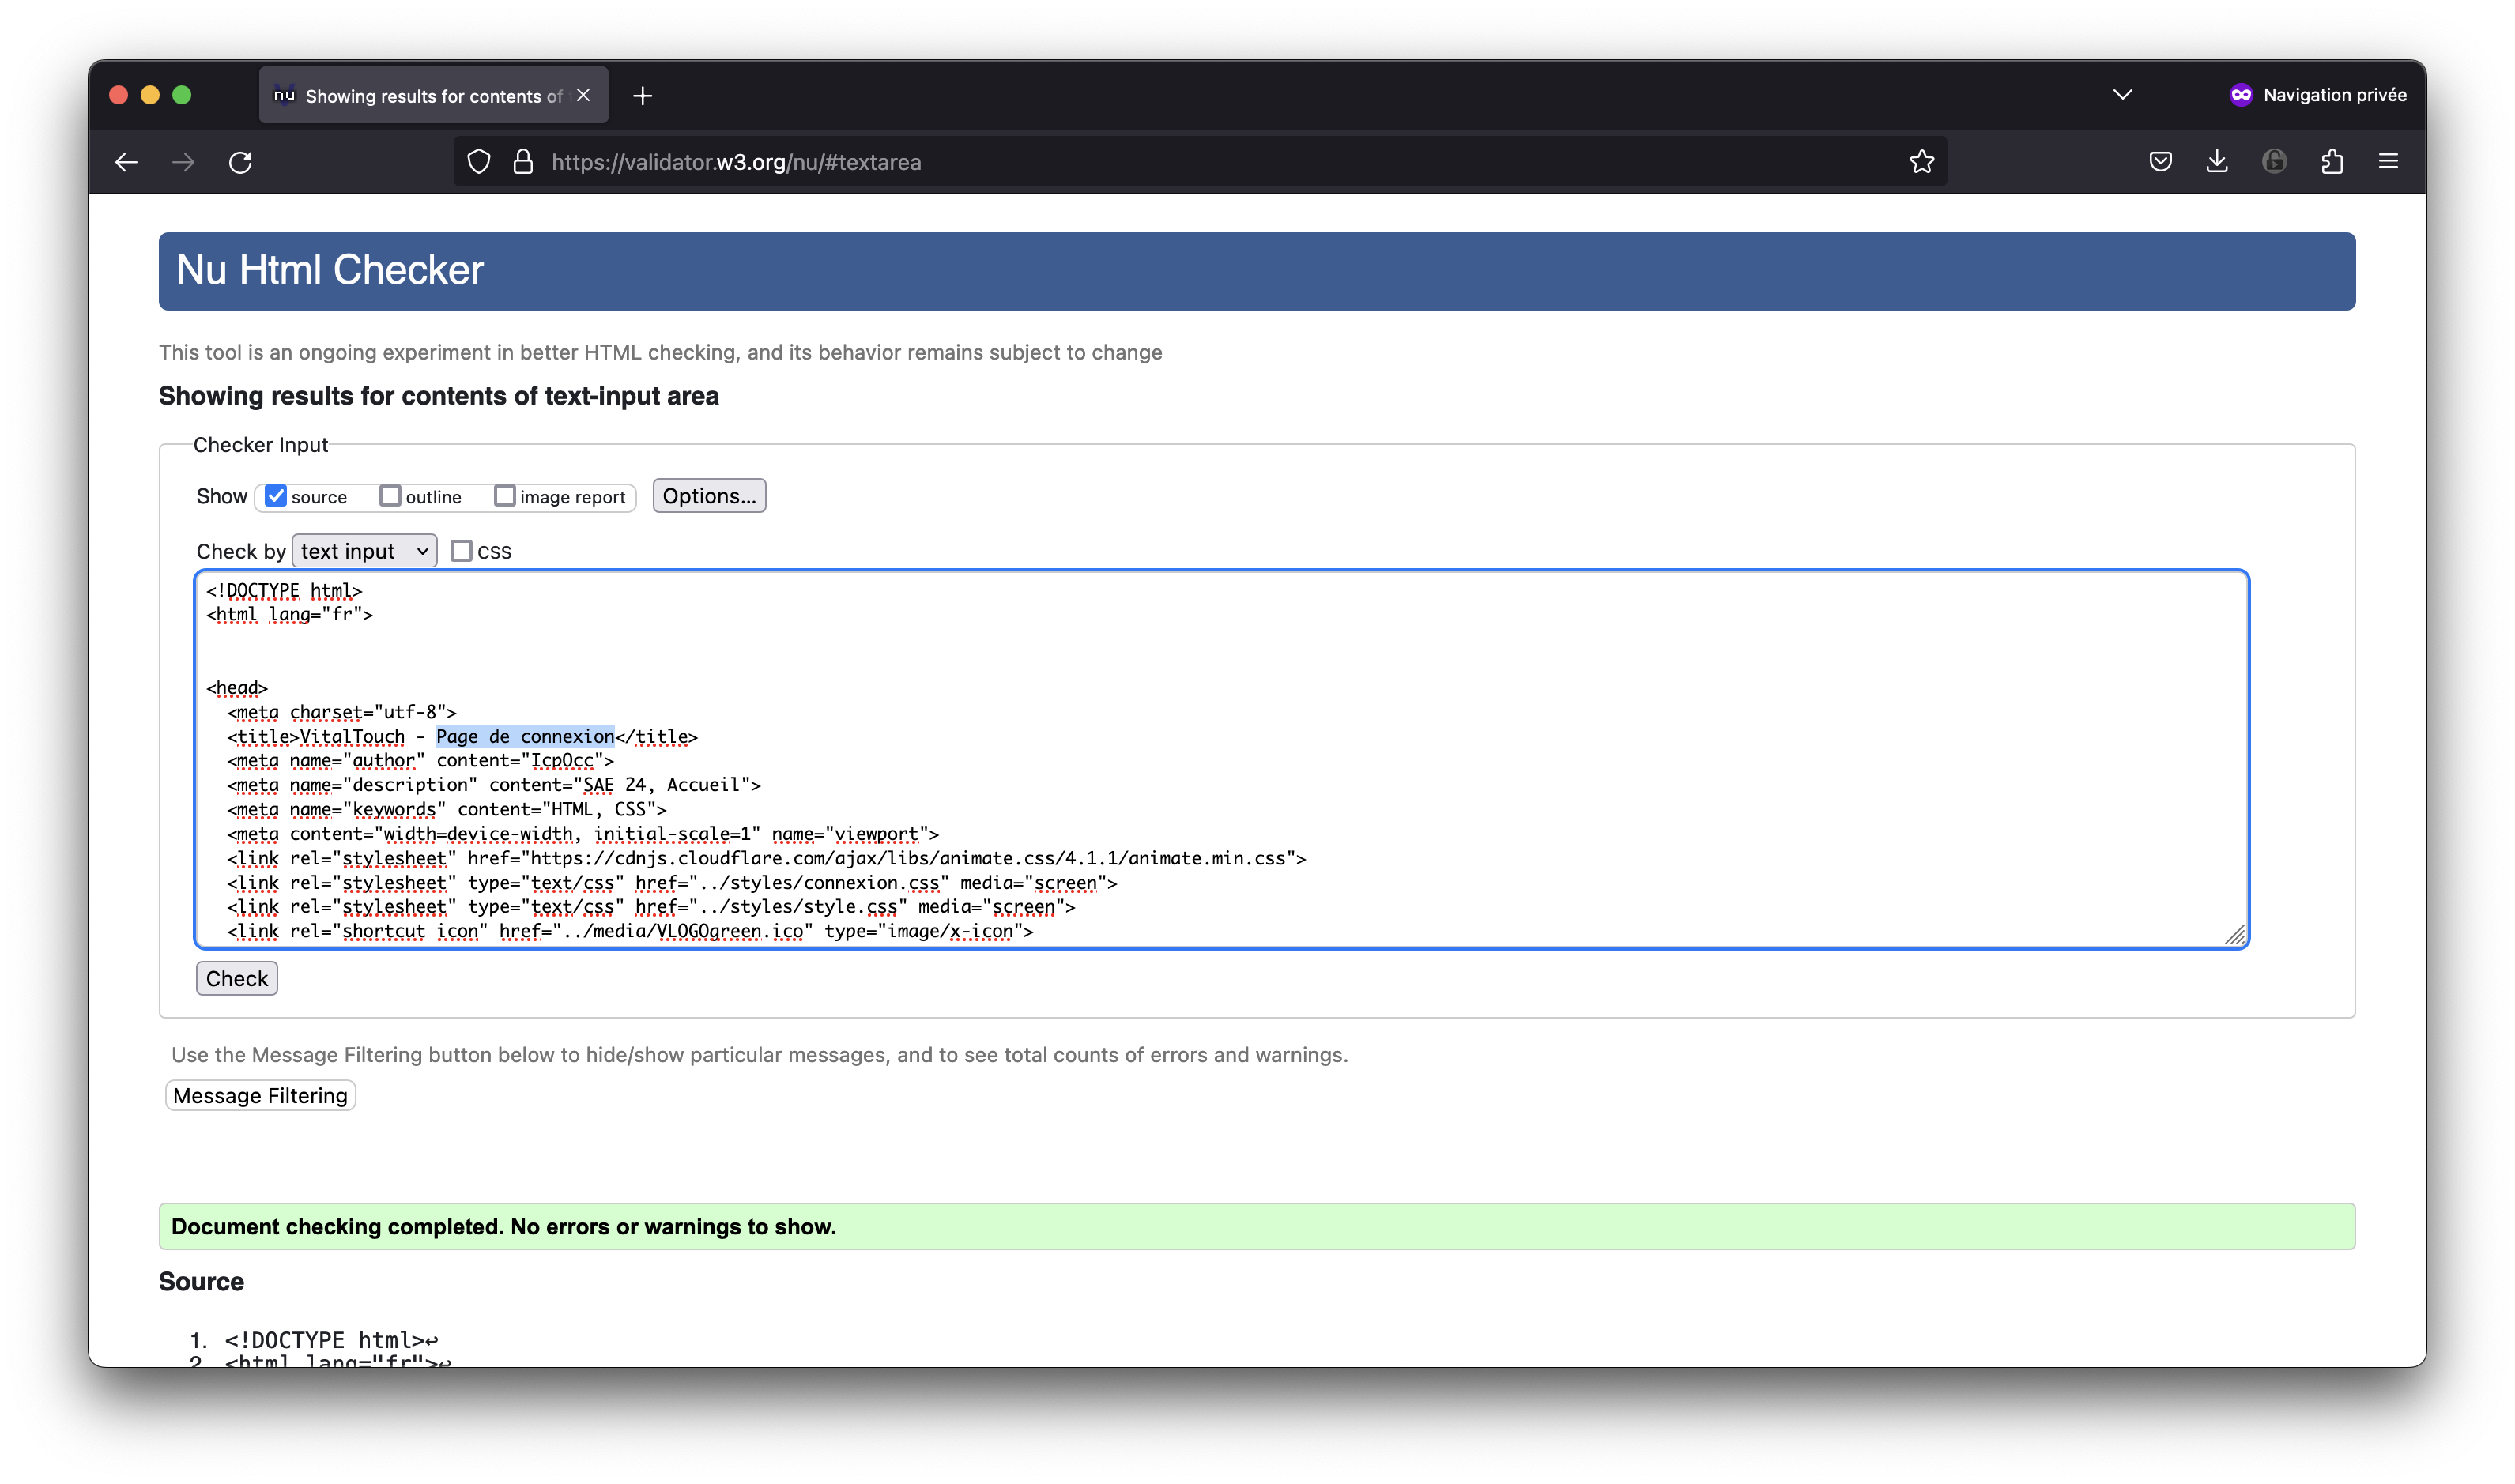 nu Showing results for contents of
Navigation privée
https://validator.w3.org/nu/#textarea
Nu Html Checker
This tool is an ongoing experiment in better HTML checking, and its behavior remains subject to change
Showing results for contents of text-input area
Checker Input
Show source outline image report Options...
Check by text input CSS
<!DOCTYPE html>
<html lang="fr">
<head>
<meta charset="utf-8">
<title>VitalTouch - Page de connexion</title>
<meta name="author" content="IcpOcc">
<meta name="description" content="SAE 24, Accueil">
<meta name="keywords" content="HTML, CSS">
<meta content="width=device-width, initial-scale=1" name="viewport">
<link rel="stylesheet" href="https://cdnjs.cloudflare.com/ajax/libs/animate.css/4.1.1/animate.min.css">
<link rel="stylesheet" type="text/css" href="../styles/connexion.css" media="screen">
<link rel="stylesheet" type="text/css" href="../styles/style.css" media="screen">
<link rel="shortcut icon" href="../media/VLOGOgreen.ico" type="image/x-icon">
Check
Use the Message Filtering button below to hide/show particular messages, and to see total counts of errors and warnings.
Message Filtering
Document checking completed. No errors or warnings to show.
Source
1. <!DOCTYPE html>↩
2. <html lang="fr">↩